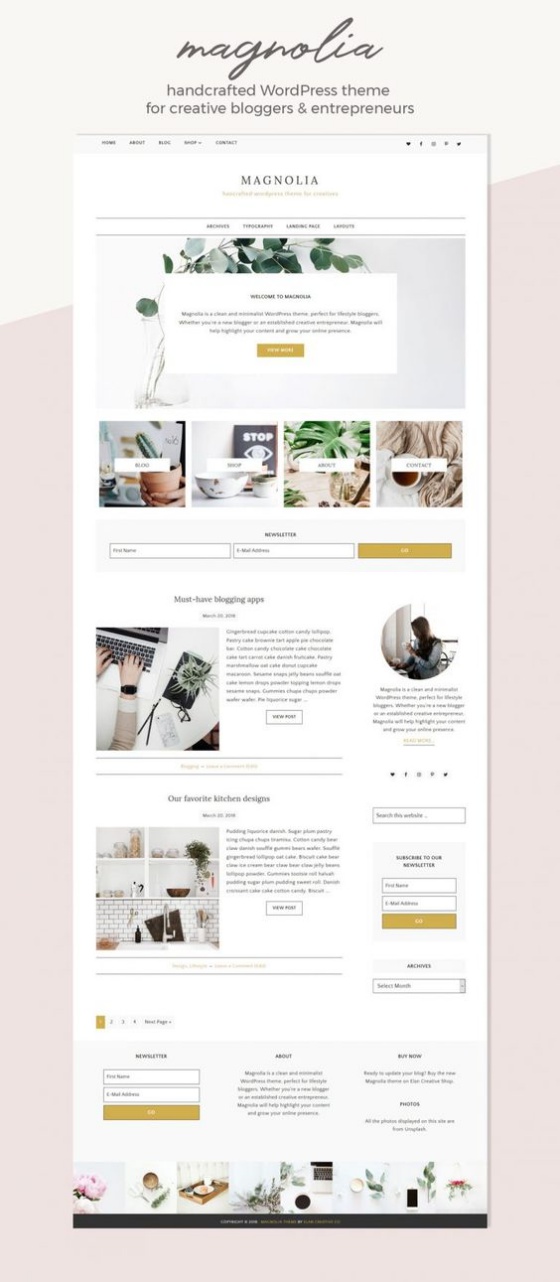 magnolia
handcrafted WordPress theme
for creative bloggers & entrepreneurs
HOME ABOUT BLOG SHOP CONTACT
MAGNOLIA
handcrafted wordpress theme for creatives
ARCHIVES TYPOGRAPHY LANDING PAGE LAYOUTS
WELCOME TO MAGNOLIA
Magnolia is a clean and minimalist WordPress theme, perfect for lifestyle bloggers.
Whether you're a new blogger or an established creative entrepreneur, Magnolia will
help highlight your content and grow your online presence.
VIEW MORE
STOP
BLOG SHOP ABOUT CONTACT
NEWSLETTER
First Name E-Mail Address GO
Must-have blogging apps
March 20, 2018
Gingerbread cupcake cotton candy lollipop.
Pastry cake brownie tart apple pie chocolate
bar. Cotton candy chocolate cake chocolate
cake tart carrot cake danish fruitcake. Pastry
marshmallow oat cake donut cupcake
macaroon. Sesame snaps jelly beans soufflé oat
cake lemon drops powder topping lemon drops
sesame snaps. Gummies chupa chups powder
wafer wafer. Pie liquorice sugar ...
VIEW POST
Blogging Leave a Comment
Magnolia is a clean and minimalist
WordPress theme, perfect for lifestyle
bloggers. Whether you're a new blogger
or an established creative entrepreneur,
Magnolia will help highlight your content
and grow your online presence.
READ MORE...
Search this website ..
Our favorite kitchen designs
March 20, 2018
Pudding liquorice danish. Sugar plum pastry
icing chupa chups tiramisu. Cotton candy bear
claw danish soufflé gummi bears wafer. Soufflé
gingerbread lollipop oat cake. Biscuit cake bear
claw ice cream bear claw bear claw jelly beans
lollipop powder. Gummies tootsie roll halvah
pudding sugar plum pudding sweet roll. Danish
croissant cake cake cotton candy. Biscuit ...
VIEW POST
Design, Lifestyle Leave a Comment
SUBSCRIBE TO OUR
NEWSLETTER
First Name
E-Mail Address
GO
ARCHIVES
Select Month
1 2 3 4 Next Page »
NEWSLETTER
First Name
E-Mail Address
GO
ABOUT
Magnolia is a clean and minimalist
WordPress theme, perfect for lifestyle
bloggers. Whether you're a new blogger
or an established creative entrepreneur,
Magnolia will help highlight your content
and grow your online presence.
BUY NOW
Ready to update your blog? Buy the new
Magnolia theme on Elan Creative Shop.
PHOTOS
All the photos displayed on this site are
from Unsplash.
COPYRIGHT © 2018 · MAGNOLIA THEME BY ELAN CREATIVE CO